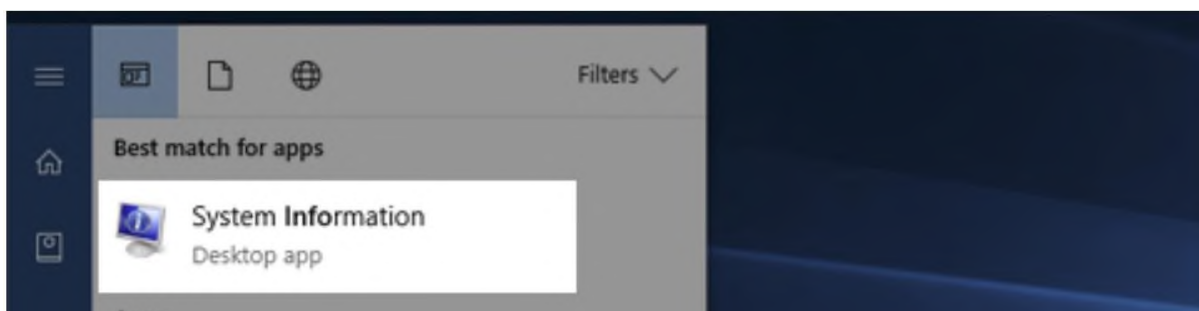 Filters
Best match for apps
System Information
Desktop app